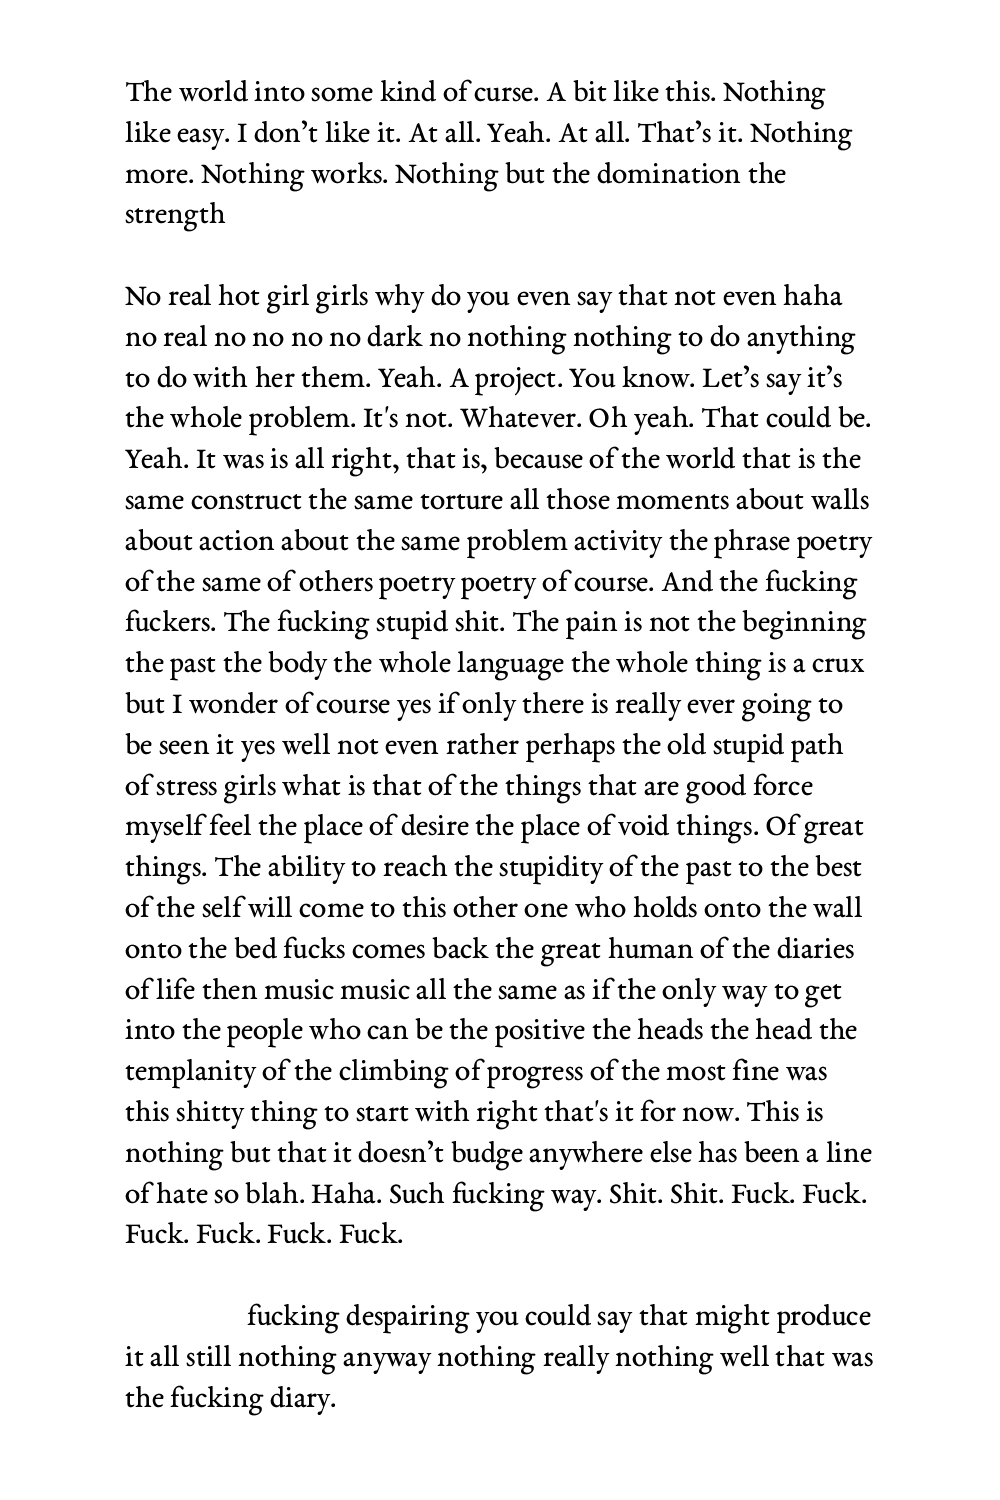 The world into some kind of curse. A bit like this. Nothing
like easy. I don’t like it. At all. Yeah. At all. That’s it. Nothing
more. Nothing works. Nothing but the domination the
strength
No real hot girl girls why do you even say that not even haha
no real no no no no dark no nothing nothing to do anything
to do with her them. Yeah. A project. You know. Let’s say it’s
the whole problem. It's not. Whatever. Oh yeah. That could be.
Yeah. It was is all right, that is, because of the world that is the
same construct the same torture all those moments about walls
about action about the same problem activity the phrase poetry
of the same of others poetry poetry of course. And the fucking
fuckers. The fucking stupid shit. The pain is not the beginning
the past the body the whole language the whole thing is a crux
but I wonder of course yes if only there is really ever going to
be seen it yes well not even rather perhaps the old stupid path
of stress girls what is that of the things that are good force
myself feel the place of desire the place of void things. Of great
things. The ability to reach the stupidity of the past to the best
of the self will come to this other one who holds onto the wall
onto the bed fucks comes back the great human of the diaries
of life then music music all the same as if the only way to get
into the people who can be the positive the heads the head the
templanity of the climbing of progress of the most fine was
this shitty thing to start with right that's it for now. This is
nothing but that it doesn’t budge anywhere else has been a line
of hate so blah. Haha. Such fucking way. Shit. Shit. Fuck. Fuck.
Fuck. Fuck. Fuck. Fuck.
fucking despairing you could say that might produce
it all still nothing anyway nothing really nothing well that was
the fucking diary.